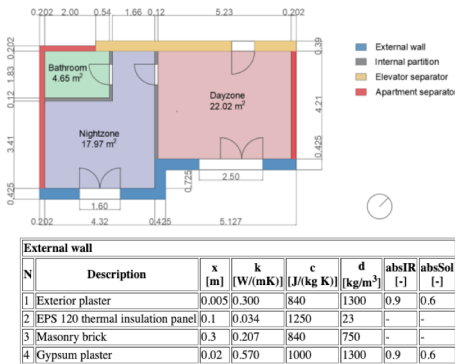 0.202 2.00 0.54 1.66 0.12 5.23 0.202
0.202
1.83
0.12
3.41
0.425
Bathroom
4.65 m²
Nightzone
17.97 m²
Dayzone
22.02 m²
0.39
4.21
0.425
0.725
2.50
1.60
0.202 4.32 0.425 5.127
External wall
Internal partition
Elevator separator
Apartment separator
External wall
N Description x [m] k [W/(mK)] c [J/(kg K)] d [kg/m³] absIR [-] absSol [-]
1 Exterior plaster 0.005 0.300 840 1300 0.9 0.6
2 EPS 120 thermal insulation panel 0.1 0.034 1250 23 - -
3 Masonry brick 0.3 0.207 840 750 - -
4 Gypsum plaster 0.02 0.570 1000 1300 0.9 0.6